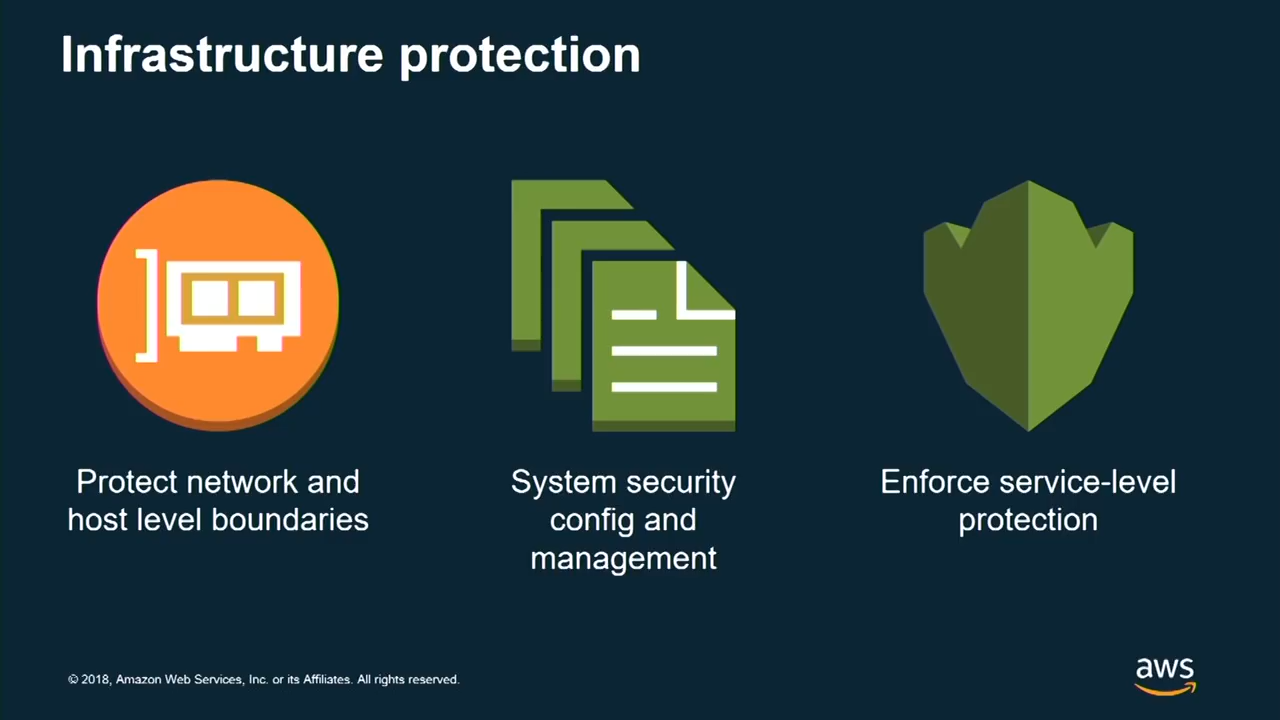 Infrastructure protection
Protect network and
host level boundaries
System security
config and
management
Enforce service-level
protection
© 2018, Amazon Web Services, Inc. or its Affiliates. All rights reserved.
aws